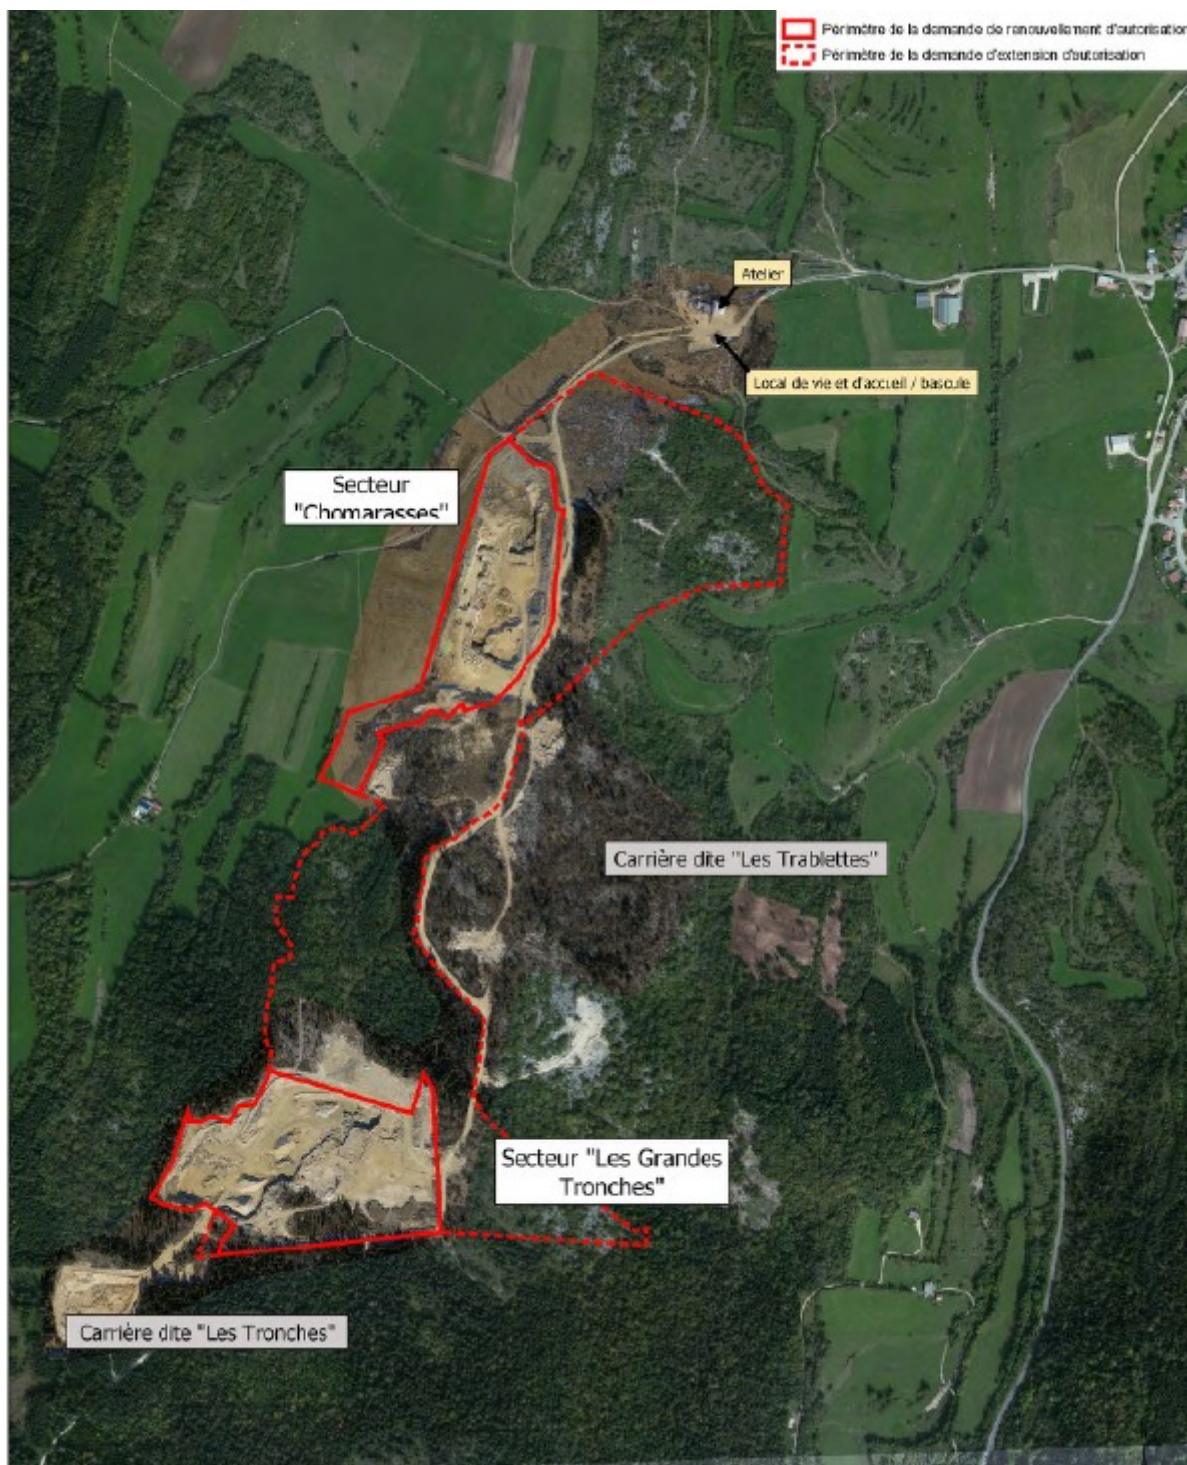 Périmètre de la demande de renouvellement d'autorisation
Périmètre de la demande d'extension d'autorisation
Atelier
Local de vie et d'accueil / bascule
Secteur
"Chomarasses"
Carrière dite "Les Trablettes"
Secteur "Les Grandes
Tronches"
Carrière dite "Les Tronches"